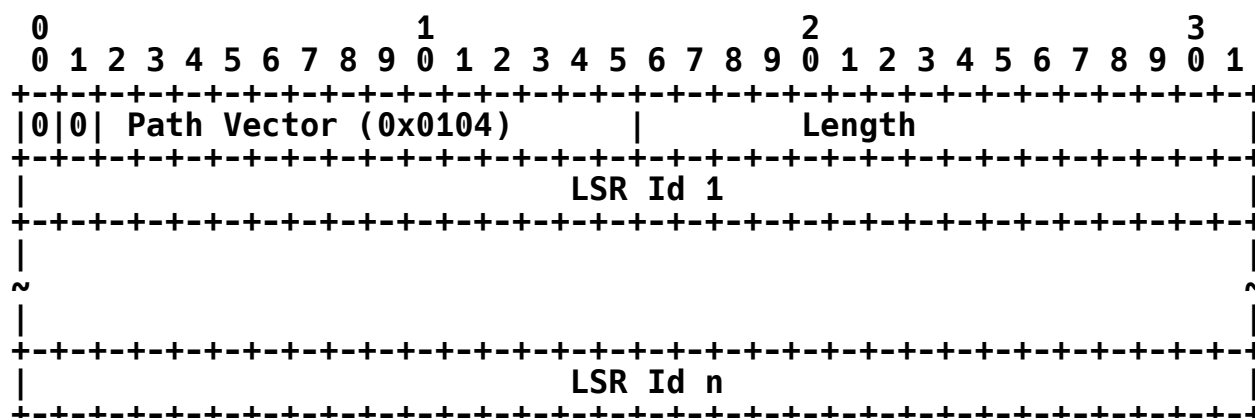 0                   1                   2                   3
 0 1 2 3 4 5 6 7 8 9 0 1 2 3 4 5 6 7 8 9 0 1 2 3 4 5 6 7 8 9 0 1
+-+-+-+-+-+-+-+-+-+-+-+-+-+-+-+-+-+-+-+-+-+-+-+-+-+-+-+-+-+-+-+-+
|0|0| Path Vector (0x0104)      |        Length                 |
+-+-+-+-+-+-+-+-+-+-+-+-+-+-+-+-+-+-+-+-+-+-+-+-+-+-+-+-+-+-+-+-+
|                            LSR Id 1                           |
+-+-+-+-+-+-+-+-+-+-+-+-+-+-+-+-+-+-+-+-+-+-+-+-+-+-+-+-+-+-+-+-+
|                                                               |
~                                                               ~
|                                                               |
+-+-+-+-+-+-+-+-+-+-+-+-+-+-+-+-+-+-+-+-+-+-+-+-+-+-+-+-+-+-+-+-+
|                            LSR Id n                           |
+-+-+-+-+-+-+-+-+-+-+-+-+-+-+-+-+-+-+-+-+-+-+-+-+-+-+-+-+-+-+-+-+